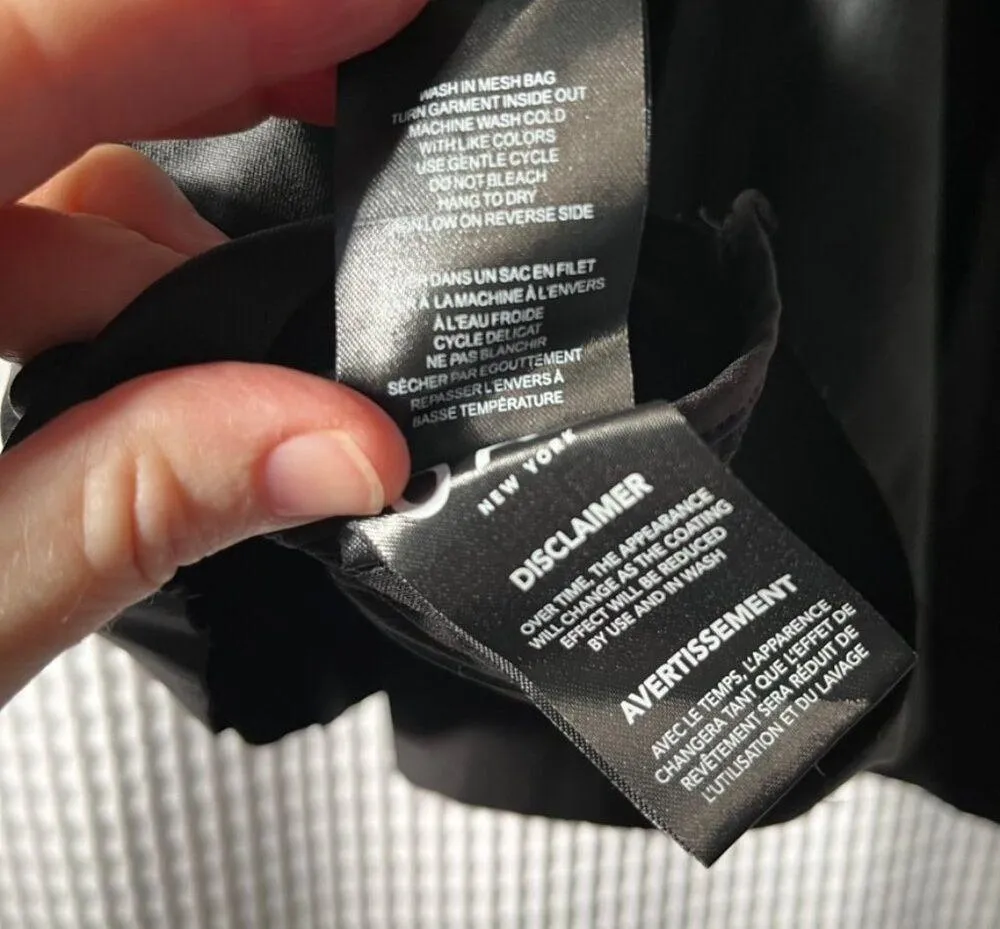 WASH IN MESH BAG
TURN GARMENT INSIDE OUT
MACHINE WASH COLD
WITH LIKE COLORS
USE GENTLE CYCLE
DO NOT BLEACH
HANG TO DRY
LOW ON REVERSE SIDE
DANS UN SAC EN FILET
À LA MACHINE À L'ENVERS
À L'EAU FROIDE
CYCLE DELICAT
NE PAS BLANCHIR
SÈCHER PAR EGOUTTEMENT
REPASSER L'ENVERS À
BASSE TEMPÉRATURE
NEW YORK
DISCLAIMER
OVER TIME, THE APPEARANCE
WILL CHANGE AS THE COATING
EFFECT WILL BE REDUCED
BY USE AND IN WASH
AVERTISSEMENT
AVEC LE TEMPS, L'APPARENCE
CHANGERA TANT QUE L'EFFET DE
REVÊTEMENT SERA RÉDUIT DE
L'UTILISATION ET DU LAVAGE